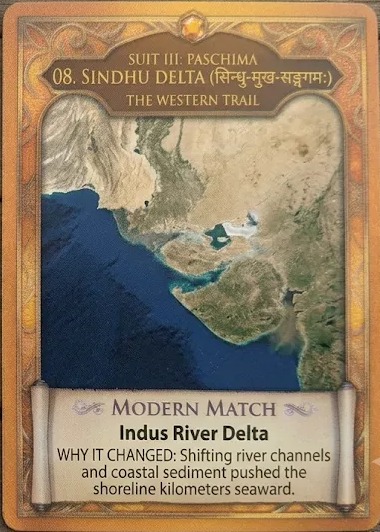 SUIT III: PASCHIMA
08. SINDHU DELTA (सिन्धु-मुख-सङ्गमः)
THE WESTERN TRAIL
MODERN MATCH
Indus River Delta
WHY IT CHANGED: Shifting river channels
and coastal sediment pushed the
shoreline kilometers seaward.